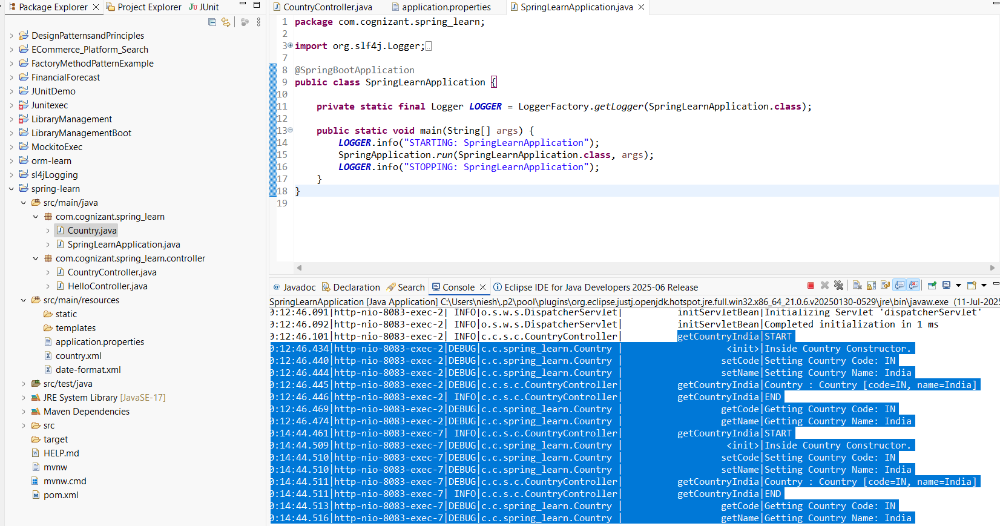 Package Explorer
Project Explorer
JUnit
DesignPatternsandPrinciples
ECommerce_Platform_Search
FactoryMethodPatternExample
FinancialForecast
JUnitDemo
Junitexec
LibraryManagement
LibraryManagementBoot
MockitoExec
orm-learn
sl4jLogging
spring-learn
src/main/java
com.cognizant.spring_learn
Country.java
SpringLearnApplication.java
com.cognizant.spring_learn.controller
CountryController.java
HelloController.java
src/main/resources
static
templates
application.properties
country.xml
date-format.xml
src/test/java
JRE System Library [JavaSE-17]
Maven Dependencies
src
target
HELP.md
mvnw
mvnw.cmd
pom.xml
CountryController.java
application.properties
SpringLearnApplication.java
1 package com.cognizant.spring_learn;
2
3 import org.slf4j.Logger;
7
8 @SpringBootApplication
9 public class SpringLearnApplication {
10
11 private static final Logger LOGGER = LoggerFactory.getLogger(SpringLearnApplication.class);
12
13 public static void main(String[] args) {
14 LOGGER.info("STARTING: SpringLearnApplication");
15 SpringApplication.run(SpringLearnApplication.class, args);
16 LOGGER.info("STOPPING: SpringLearnApplication");
17 }
18 }
19
@ Javadoc
Declaration
Search
Console
Eclipse IDE for Java Developers 2025-06 Release
SpringLearnApplication [Java Application] C:\Users\niesh\.p2\pool\plugins\org.eclipse.justj.openjdk.hotspot.jre.full.win32.x86_64_21.0.6.v20250130-0529\jre\bin\javaw.exe (11-Jul-2025
0:12:46.091|http-nio-8083-exec-2| INFO|o.s.w.s.DispatcherServlet| initServletBean|Initializing Servlet 'dispatcherServlet'
0:12:46.092|http-nio-8083-exec-2| INFO|o.s.w.s.DispatcherServlet| initServletBean|Completed initialization in 1 ms
0:12:46.101|http-nio-8083-exec-2| INFO|c.c.s.c.CountryController| getCountryIndia|START
0:12:46.434|http-nio-8083-exec-2|DEBUG|c.c.spring_learn.Country | <init>|Inside Country Constructor.
0:12:46.440|http-nio-8083-exec-2|DEBUG|c.c.spring_learn.Country | setCode|Setting Country Code: IN
0:12:46.444|http-nio-8083-exec-2|DEBUG|c.c.spring_learn.Country | setName|Setting Country Name: India
0:12:46.445|http-nio-8083-exec-2|DEBUG|c.c.s.c.CountryController| getCountryIndia|Country : Country [code=IN, name=India]
0:12:46.446|http-nio-8083-exec-2| INFO|c.c.s.c.CountryController| getCountryIndia|END
0:12:46.469|http-nio-8083-exec-2|DEBUG|c.c.spring_learn.Country | getCode|Getting Country Code: IN
0:12:46.474|http-nio-8083-exec-2|DEBUG|c.c.spring_learn.Country | getName|Getting Country Name: India
0:14:44.461|http-nio-8083-exec-7| INFO|c.c.s.c.CountryController| getCountryIndia|START
0:14:44.509|http-nio-8083-exec-7|DEBUG|c.c.spring_learn.Country | <init>|Inside Country Constructor.
0:14:44.510|http-nio-8083-exec-7|DEBUG|c.c.spring_learn.Country | setCode|Setting Country Code: IN
0:14:44.510|http-nio-8083-exec-7|DEBUG|c.c.spring_learn.Country | setName|Setting Country Name: India
0:14:44.511|http-nio-8083-exec-7|DEBUG|c.c.s.c.CountryController| getCountryIndia|Country : Country [code=IN, name=India]
0:14:44.511|http-nio-8083-exec-7| INFO|c.c.s.c.CountryController| getCountryIndia|END
0:14:44.513|http-nio-8083-exec-7|DEBUG|c.c.spring_learn.Country | getCode|Getting Country Code: IN
0:14:44.516|http-nio-8083-exec-7|DEBUG|c.c.spring_learn.Country | getName|Getting Country Name: India